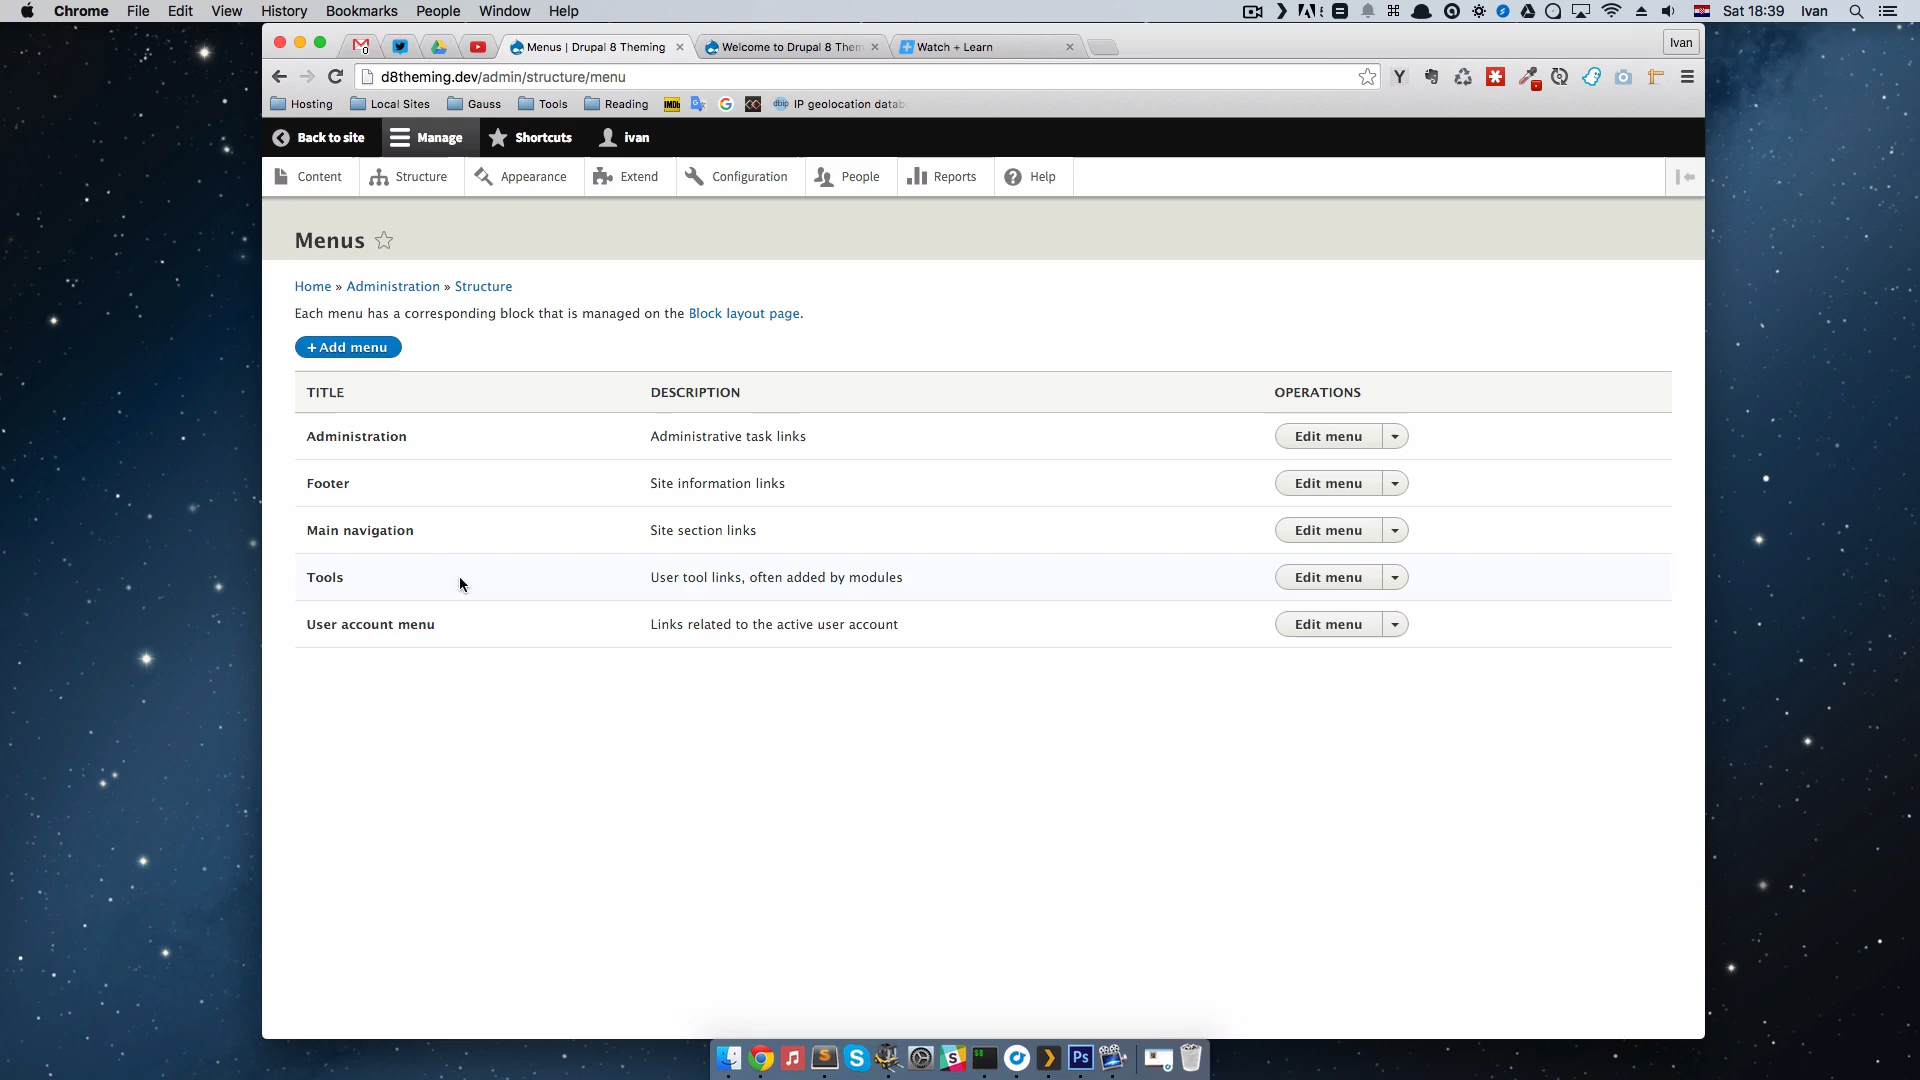 Chrome File Edit View History Bookmarks People Window Help Sat 18:39 Ivan
Menus | Drupal 8 Theming Welcome to Drupal 8 Them Watch + Learn Ivan
d8theming.dev/admin/structure/menu
Hosting Local Sites Gauss Tools Reading IMDb IP geolocation datab
Back to site Manage Shortcuts ivan
Content Structure Appearance Extend Configuration People Reports Help
Menus
Home » Administration » Structure
Each menu has a corresponding block that is managed on the Block layout page.
+ Add menu
TITLE DESCRIPTION OPERATIONS
Administration Administrative task links Edit menu
Footer Site information links Edit menu
Main navigation Site section links Edit menu
Tools User tool links, often added by modules Edit menu
User account menu Links related to the active user account Edit menu
Ps